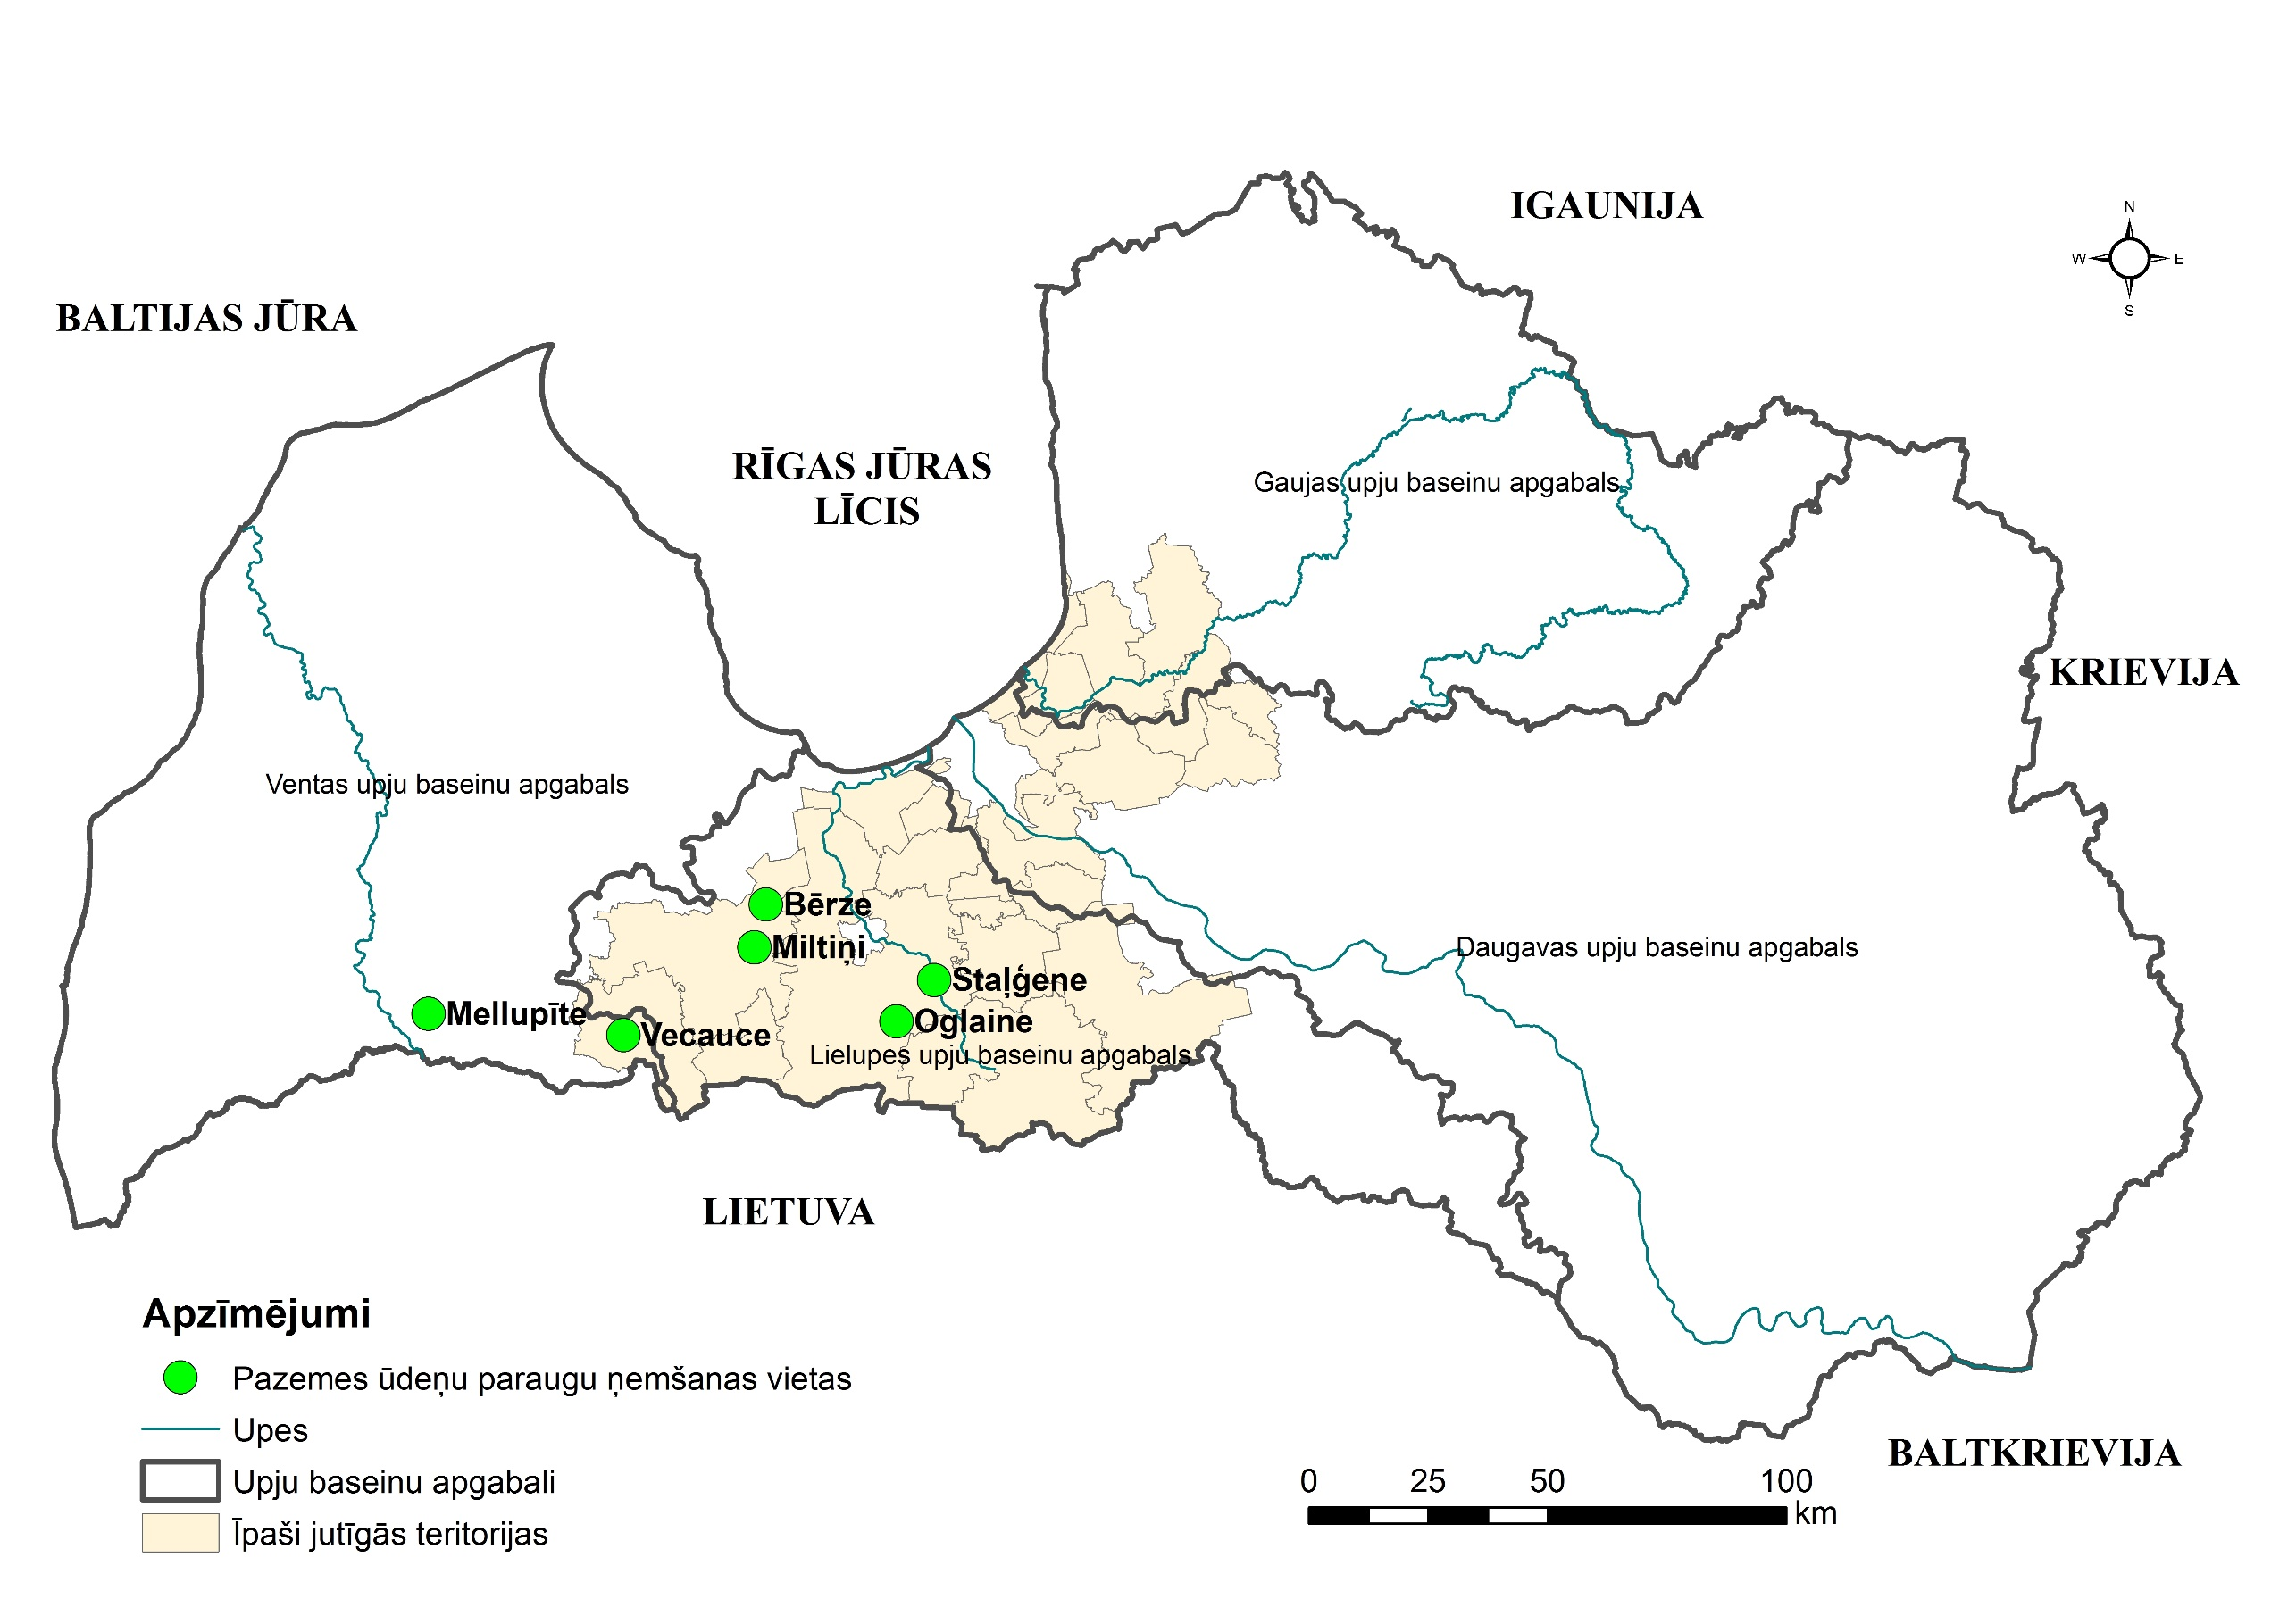 IGAUNIJA
N
W
E
S
BALTIJAS JŪRA
RĪGAS JŪRAS
LĪCIS
Gaujas upju baseinu apgabals
KRIEVIJA
Ventas upju baseinu apgabals
Bērze
Miltiņi
Daugavas upju baseinu apgabals
Staļģene
Mellupīte
Oglaine
Vecauce
Lielupes upju baseinu apgabals
LIETUVA
Apzīmējumi
Pazemes ūdeņu paraugu ņemšanas vietas
Upes
Upju baseinu apgabali
Īpaši jutīgās teritorijas
BALTKRIEVIJA
0 25 50 100
km